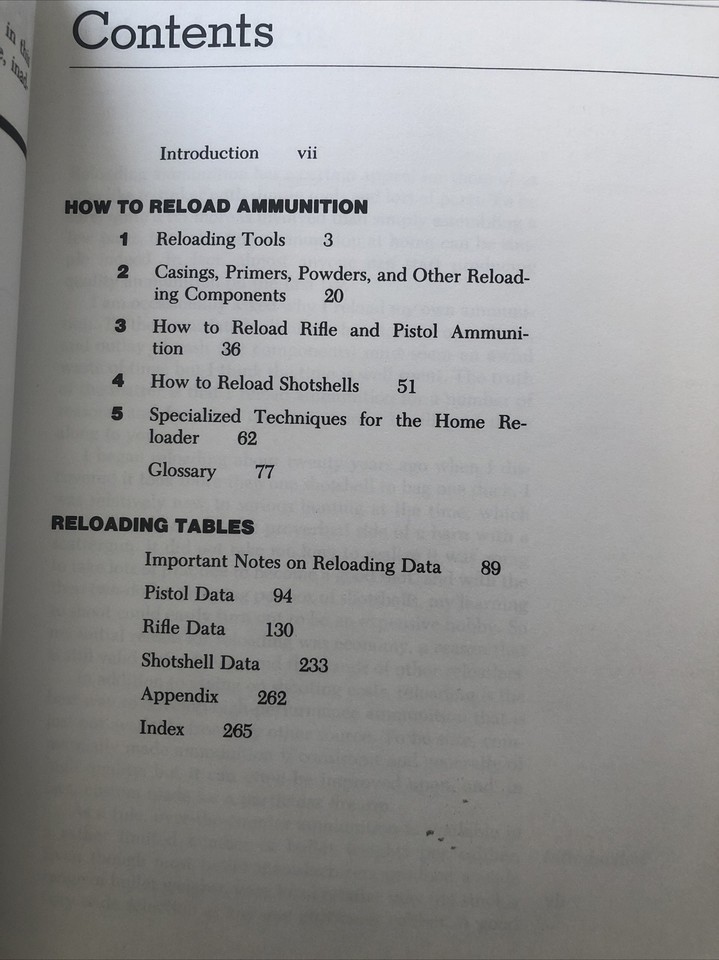 in this
e, inad
Contents
Introduction vii
HOW TO RELOAD AMMUNITION
1 Reloading Tools 3
2 Casings, Primers, Powders, and Other Reload-
ing Components 20
3 How to Reload Rifle and Pistol Ammuni-
tion 36
4 How to Reload Shotshells 51
5 Specialized Techniques for the Home Re-
loader 62
Glossary 77
RELOADING TABLES
Important Notes on Reloading Data 89
Pistol Data 94
Rifle Data 130
Shotshell Data 233
Appendix 262
Index 265